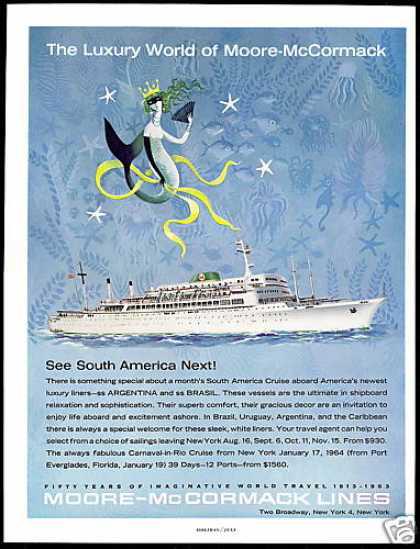 The Luxury World of Moore-McCormack
See South America Next!
There is something special about a month's South America Cruise aboard America's newest
luxury liners—ss ARGENTINA and ss BRASIL. These vessels are the ultimate in shipboard
relaxation and sophistication. Their superb comfort, their gracious decor are an invitation to
enjoy life aboard and excitement ashore. In Brazil, Uruguay, Argentina, and the Caribbean
there is always a special welcome for these sleek, white liners. Your travel agent can help you
select from a choice of sailings leaving New York Aug. 16, Sept. 6, Oct. 11, Nov. 15. From $930.
The always fabulous Carnaval-in-Rio Cruise from New York January 17, 1964 (from Port
Everglades, Florida, January 19) 39 Days—12 Ports—from $1560.
FIFTY YEARS OF IMAGINATIVE WORLD TRAVEL 1913-1963
MOORE-McCORMACK LINES
Two Broadway, New York 4, New York
HOLIDAY/JULY